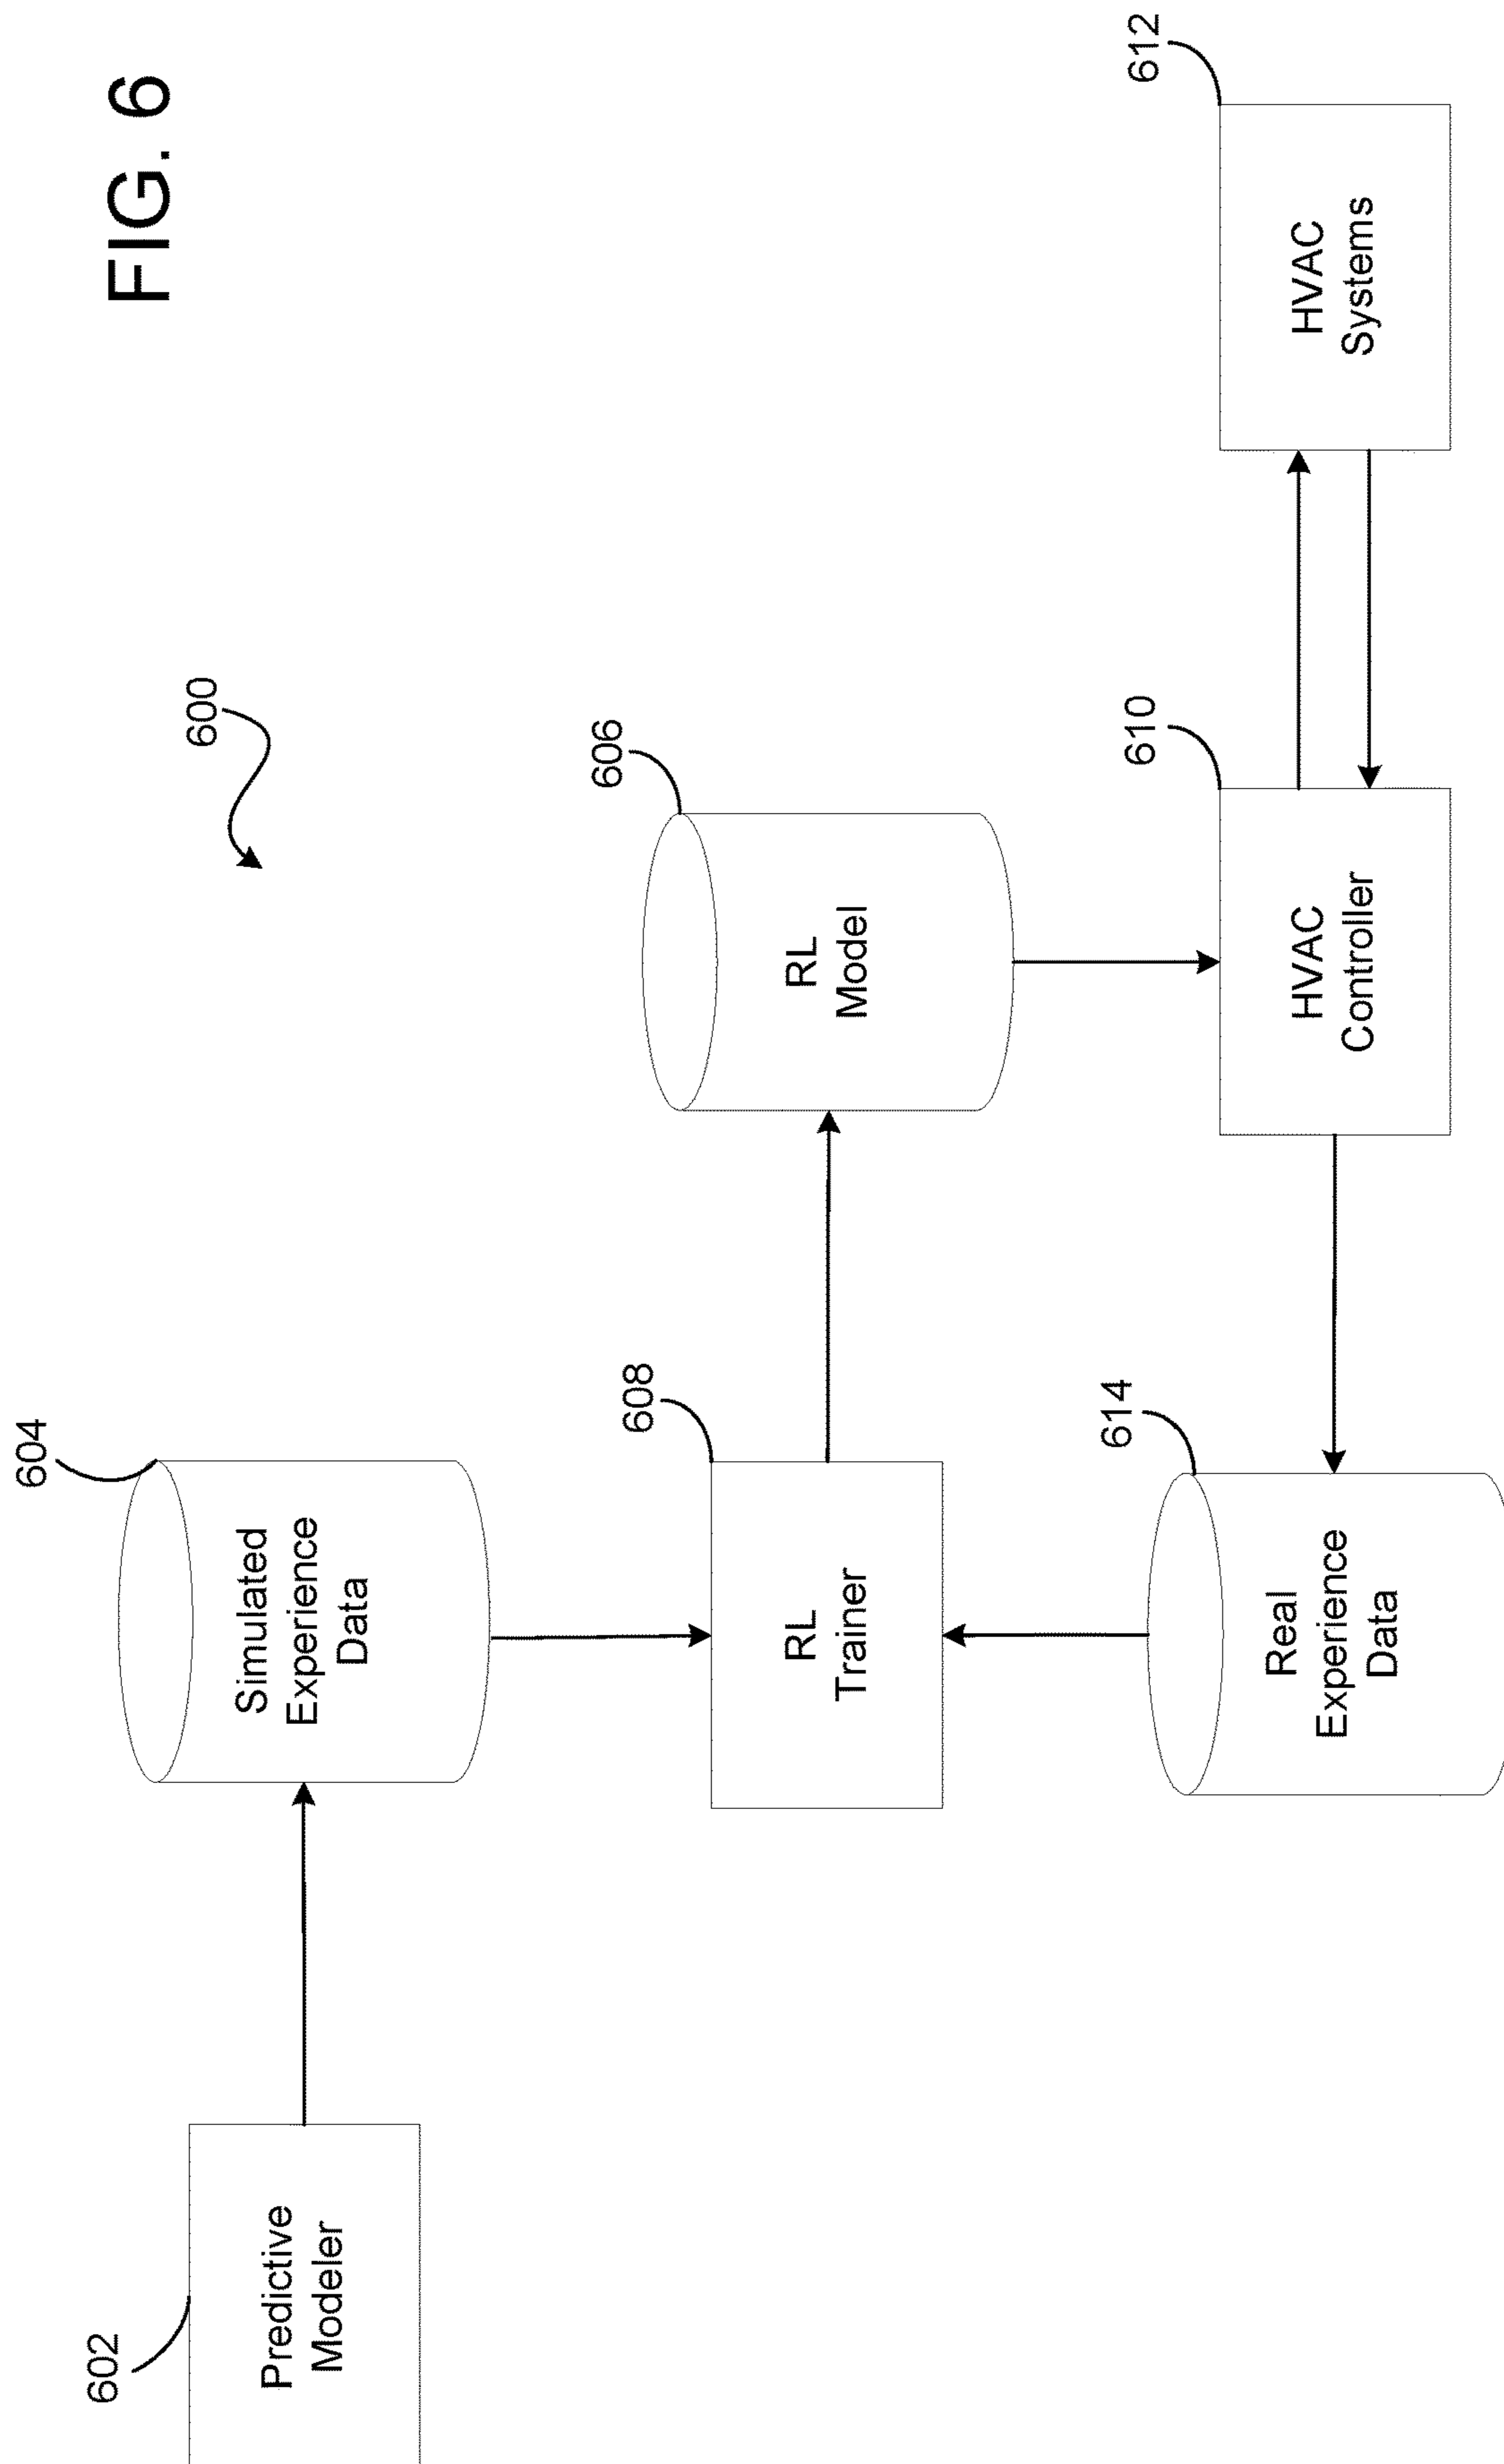 FIG. 6
600
602
Predictive
Modeler
604
Simulated
Experience
Data
608
RL
Trainer
606
RL
Model
614
Real
Experience
Data
610
HVAC
Controller
612
HVAC
Systems